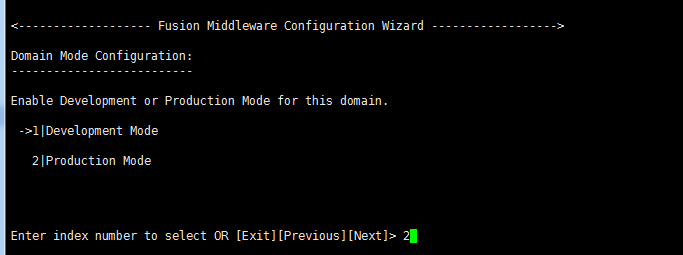 <------------------- Fusion Middleware Configuration Wizard ------------------>
Domain Mode Configuration:
--------------------------
Enable Development or Production Mode for this domain.
->1|Development Mode
2|Production Mode
Enter index number to select OR [Exit][Previous][Next]> 2